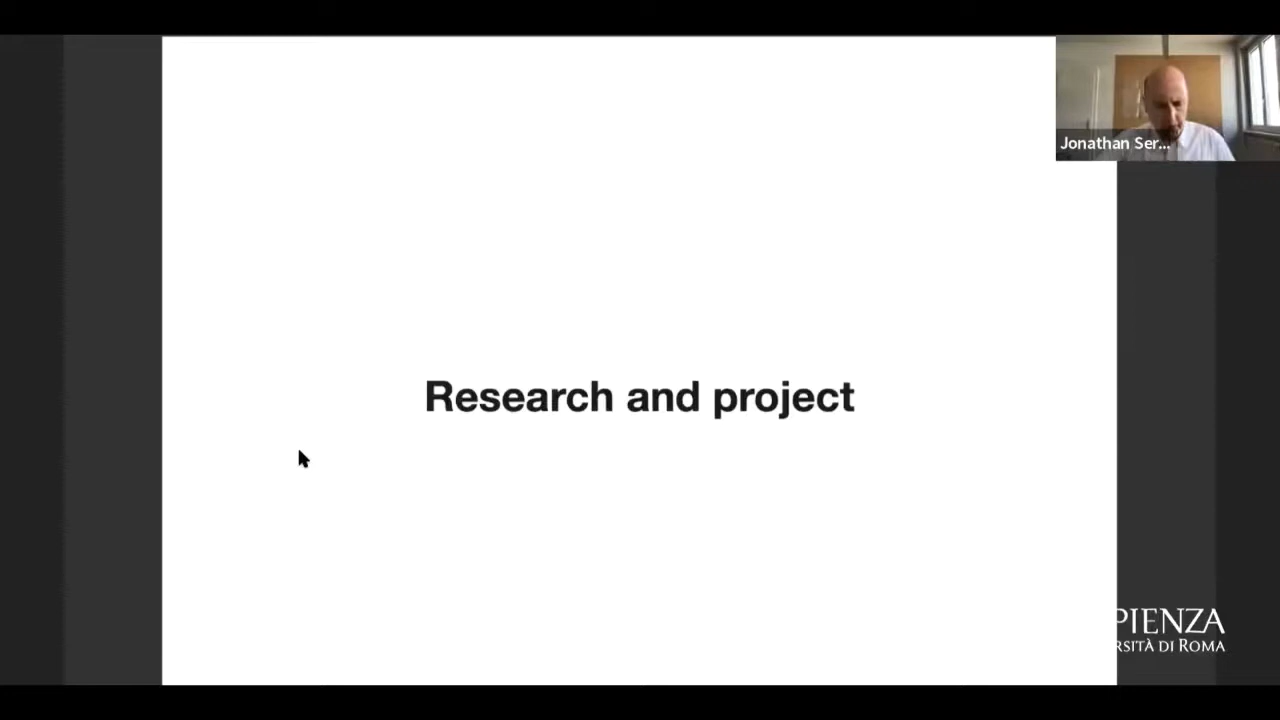 Jonathan Ser...
Research and project
PIENZA
RSITÀ DI ROMA